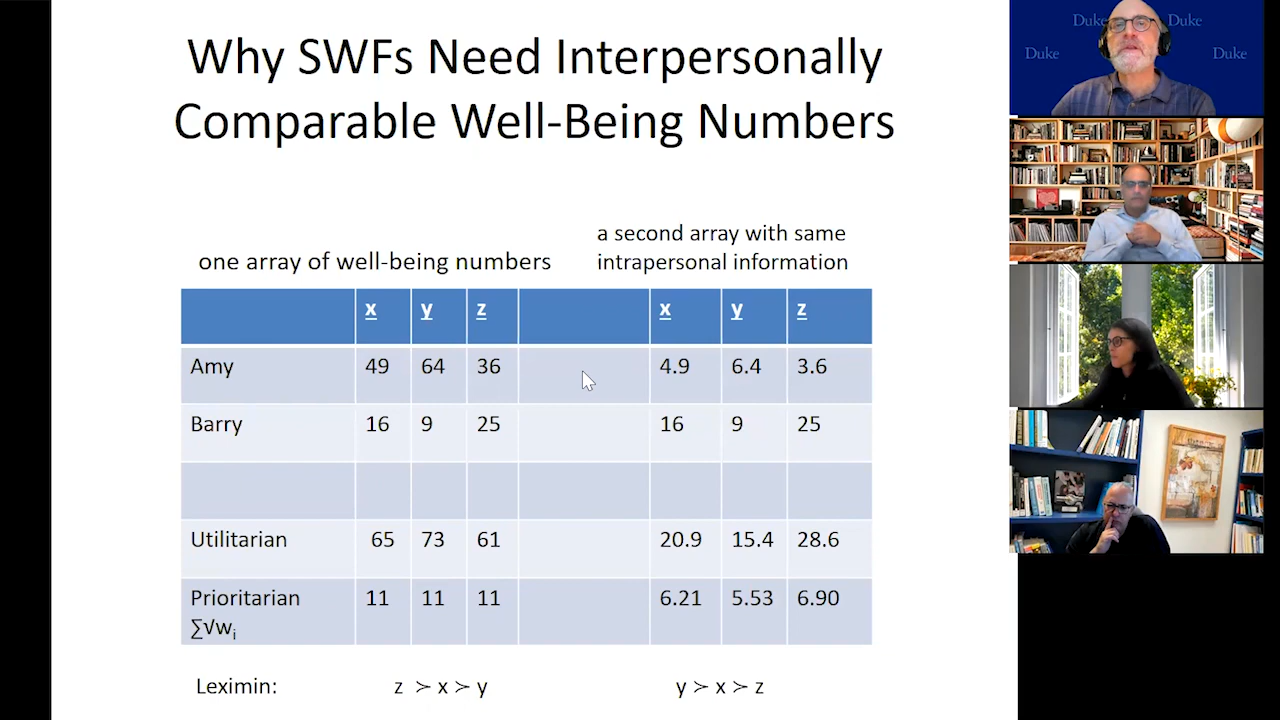 Why SWFs Need Interpersonally
Comparable Well-Being Numbers
one array of well-being numbers
a second array with same
intrapersonal information
x y z x y z
Amy 49 64 36 4.9 6.4 3.6
Barry 16 9 25 16 9 25
Utilitarian 65 73 61 20.9 15.4 28.6
Prioritarian 11 11 11 6.21 5.53 6.90
∑√wᵢ
Leximin: z ≻ x ≻ y y ≻ x ≻ z
Duke Duke
Duke Duke